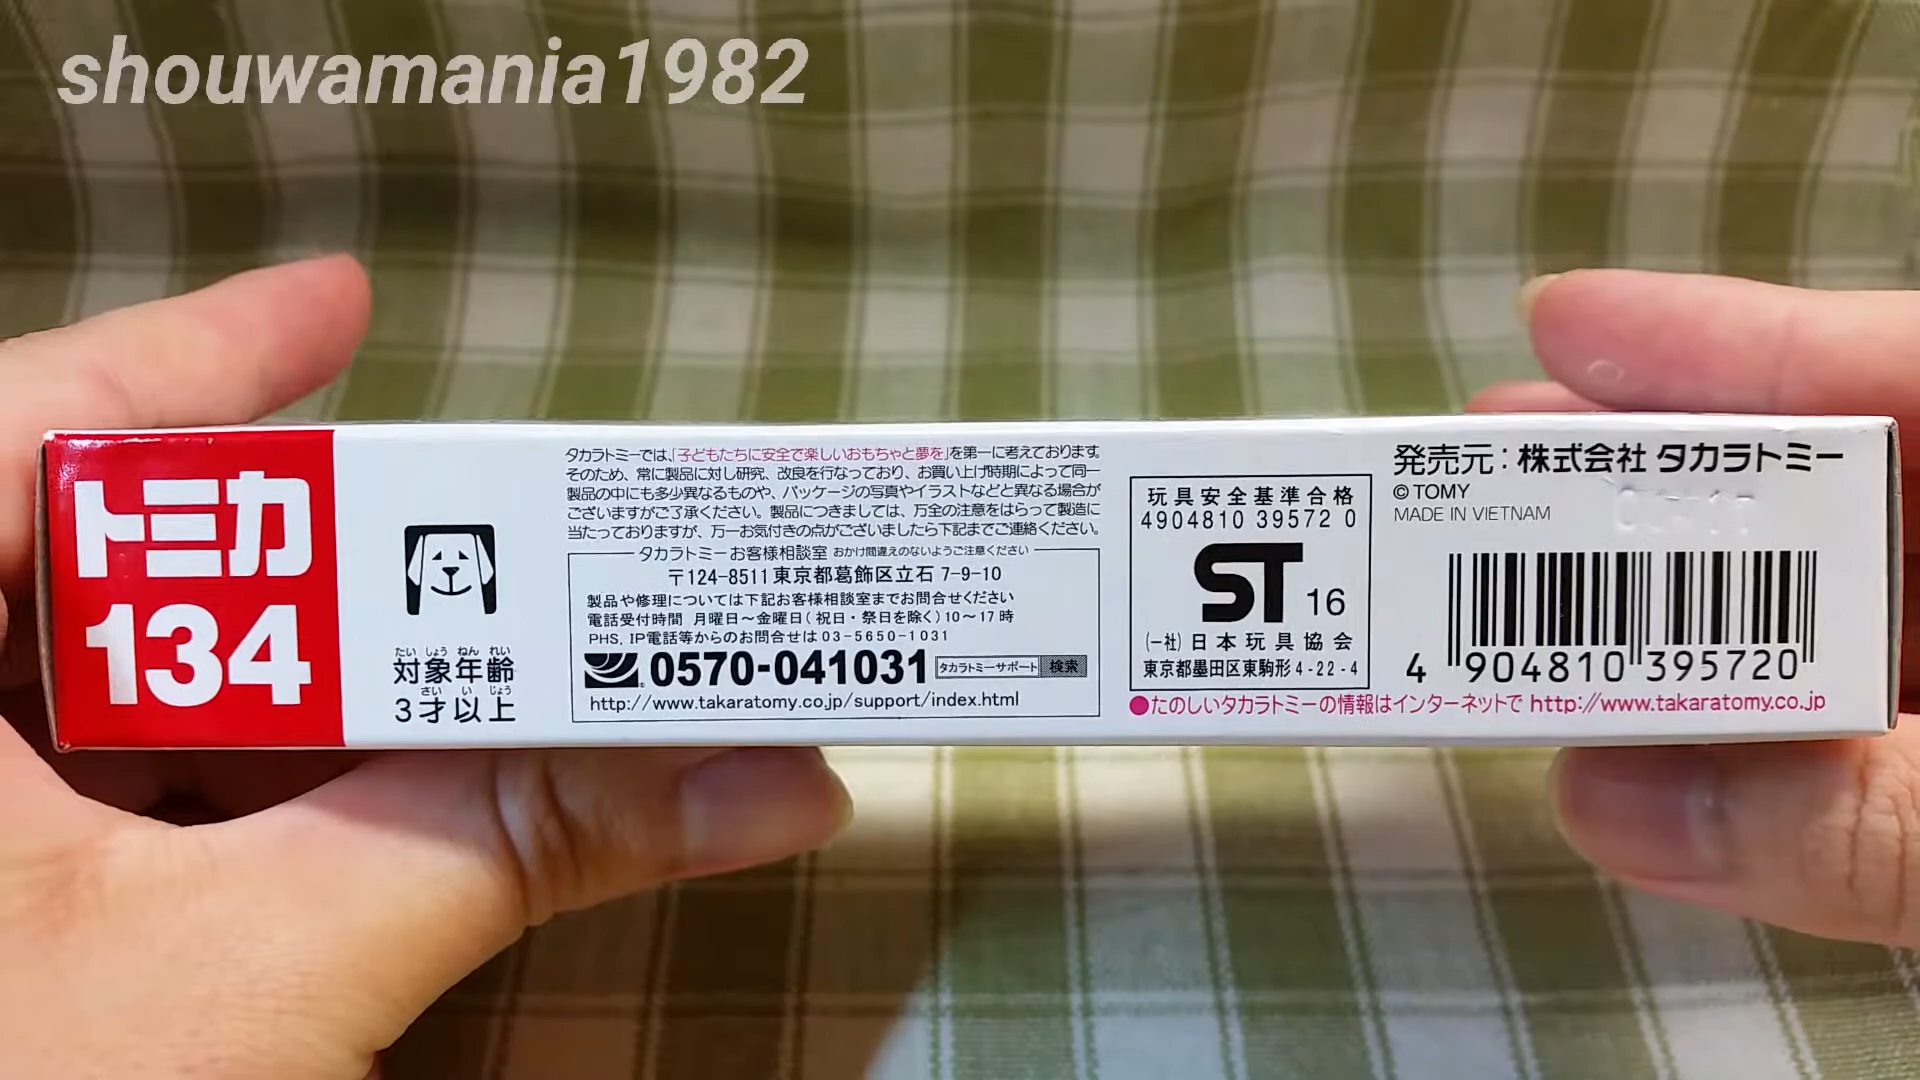 shouwamania1982
トミカ
134
たいしょうねんれい
対象年齢
さいいじょう
3才以上
タカラトミーでは、「子どもたちに安全で楽しいおもちゃと夢を」を第一に考えております。
そのため、常に製品に対し研究、改良を行なっており、お買い上げ時期によって同一
製品の中にも多少異なるものや、パッケージの写真やイラストなどと異なる場合が
ございますがご了承ください。製品につきましては、万全の注意をはらって製造に
当たっておりますが、万一お気付きの点がございましたら下記までご連絡ください。
タカラトミーお客様相談室 おかけ間違えのないようご注意ください
〒124-8511 東京都葛飾区立石 7-9-10
製品や修理については下記お客様相談室までお問合せください
電話受付時間 月曜日～金曜日(祝日・祭日を除く)10～17時
PHS, IP電話等からのお問合せは 03-5650-1031
0570-041031 タカラトミーサポート 検索
http://www.takaratomy.co.jp/support/index.html
玩具安全基準合格
4904810 39572 0
ST 16
(一社)日本玩具協会
東京都墨田区東駒形4-22-4
発売元：株式会社 タカラトミー
© TOMY
MADE IN VIETNAM
4 904810 395720
●たのしいタカラトミーの情報はインターネットで http://www.takaratomy.co.jp